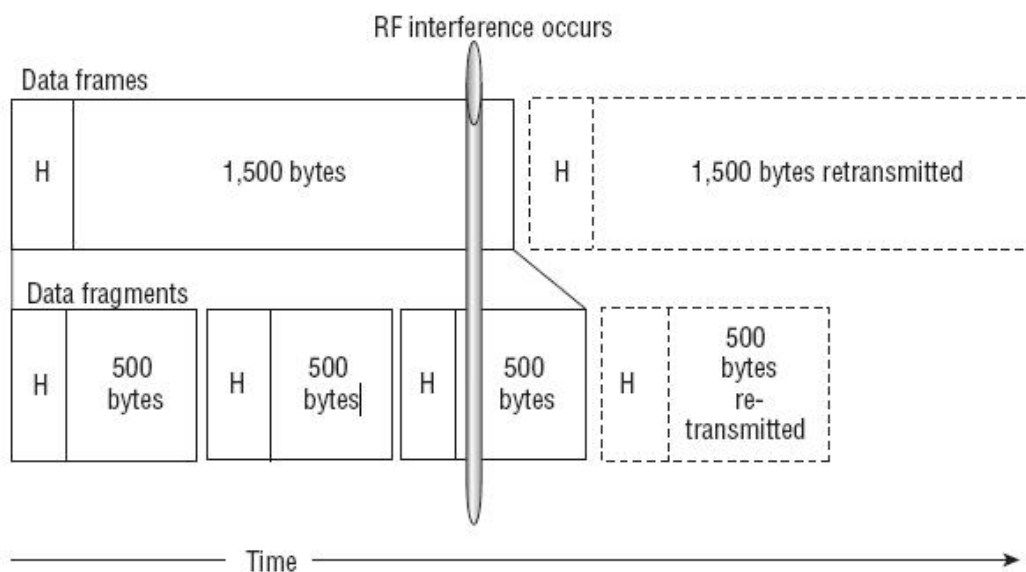 RF interference occurs
Data frames
H
1,500 bytes
H
1,500 bytes retransmitted
Data fragments
H
500
bytes
H
500
bytes
H
500
bytes
H
500
bytes
re-
transmitted
Time